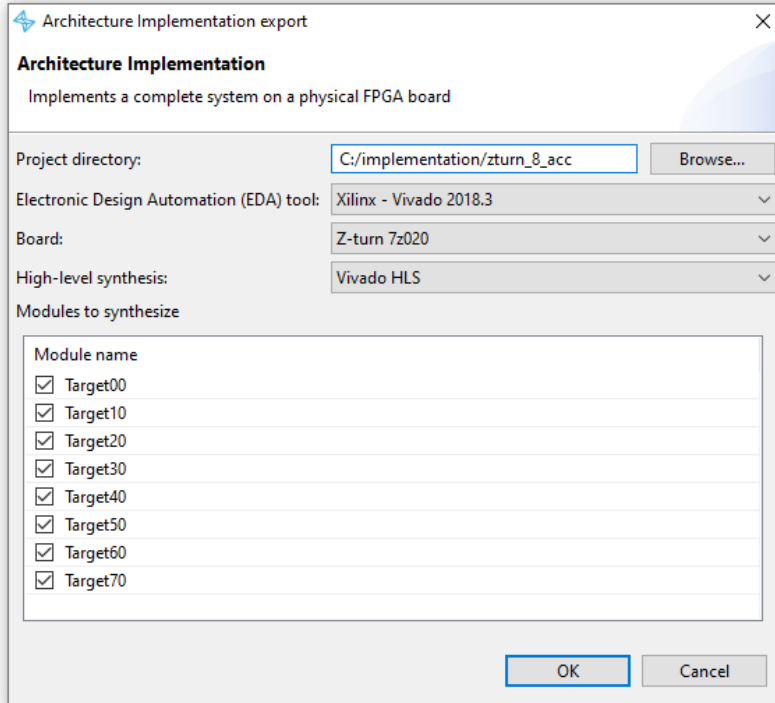 Architecture Implementation export
Architecture Implementation
Implements a complete system on a physical FPGA board
Project directory: C:/implementation/zturn_8_acc Browse...
Electronic Design Automation (EDA) tool: Xilinx - Vivado 2018.3
Board: Z-turn 7z020
High-level synthesis: Vivado HLS
Modules to synthesize
Module name
Target00
Target10
Target20
Target30
Target40
Target50
Target60
Target70
OK Cancel